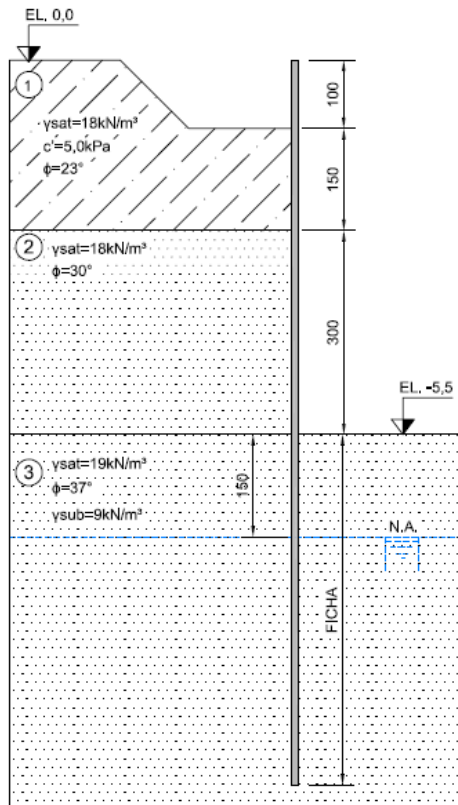 EL. 0,0
1
γsat=18kN/m³
c'=5,0kPa
ϕ=23°
100
150
2
γsat=18kN/m³
ϕ=30°
300
EL. -5,5
3
γsat=19kN/m³
ϕ=37°
γsub=9kN/m³
150
N.A.
FICHA